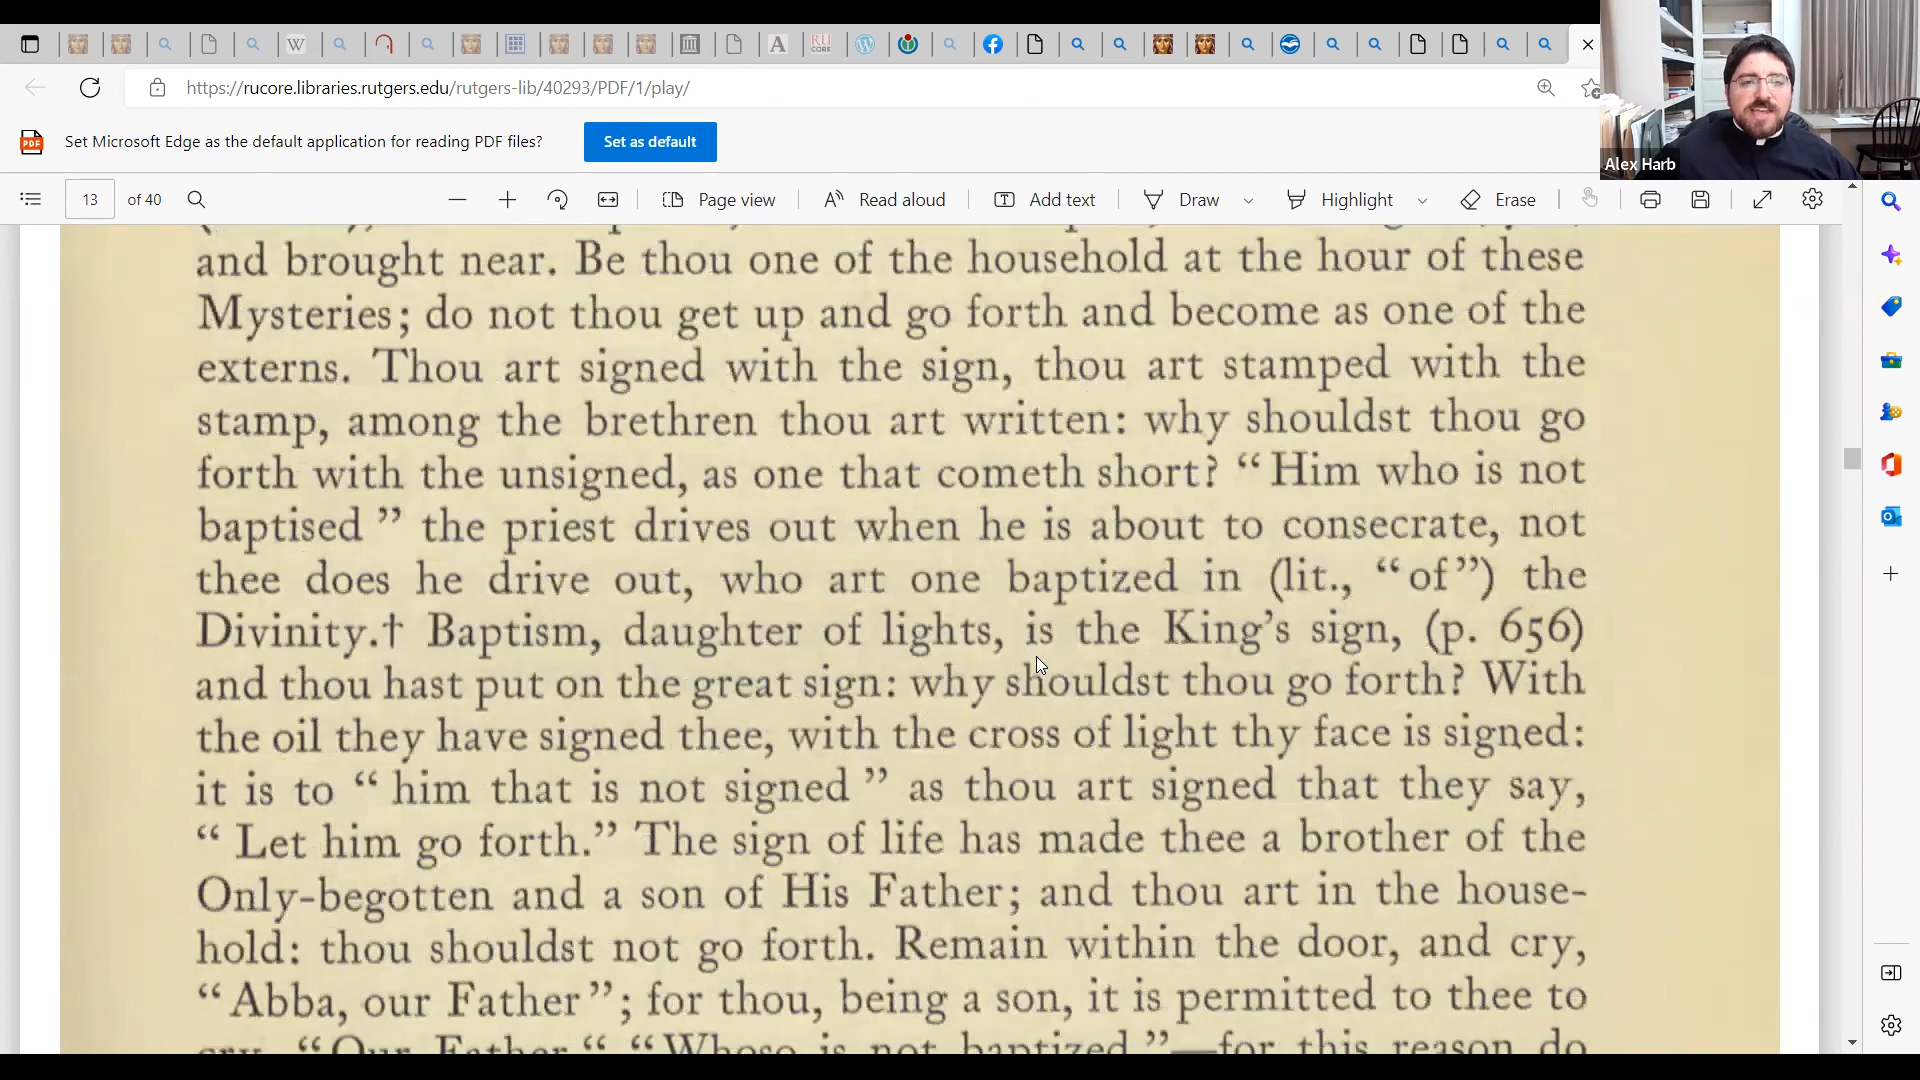 https://rucore.libraries.rutgers.edu/rutgers-lib/40293/PDF/1/play/
Set Microsoft Edge as the default application for reading PDF files?
Set as default
Alex Harb
13 of 40
Page view
Read aloud
Add text
Draw
Highlight
Erase
and brought near. Be thou one of the household at the hour of these
Mysteries; do not thou get up and go forth and become as one of the
externs. Thou art signed with the sign, thou art stamped with the
stamp, among the brethren thou art written: why shouldst thou go
forth with the unsigned, as one that cometh short? “Him who is not
baptised” the priest drives out when he is about to consecrate, not
thee does he drive out, who art one baptized in (lit., “of”) the
Divinity.† Baptism, daughter of lights, is the King’s sign, (p. 656)
and thou hast put on the great sign: why shouldst thou go forth? With
the oil they have signed thee, with the cross of light thy face is signed:
it is to “him that is not signed” as thou art signed that they say,
“Let him go forth.” The sign of life has made thee a brother of the
Only-begotten and a son of His Father; and thou art in the house-
hold: thou shouldst not go forth. Remain within the door, and cry,
“Abba, our Father”; for thou, being a son, it is permitted to thee to
cry, “Our Father“ “Whoso is not baptized”—for this reason do